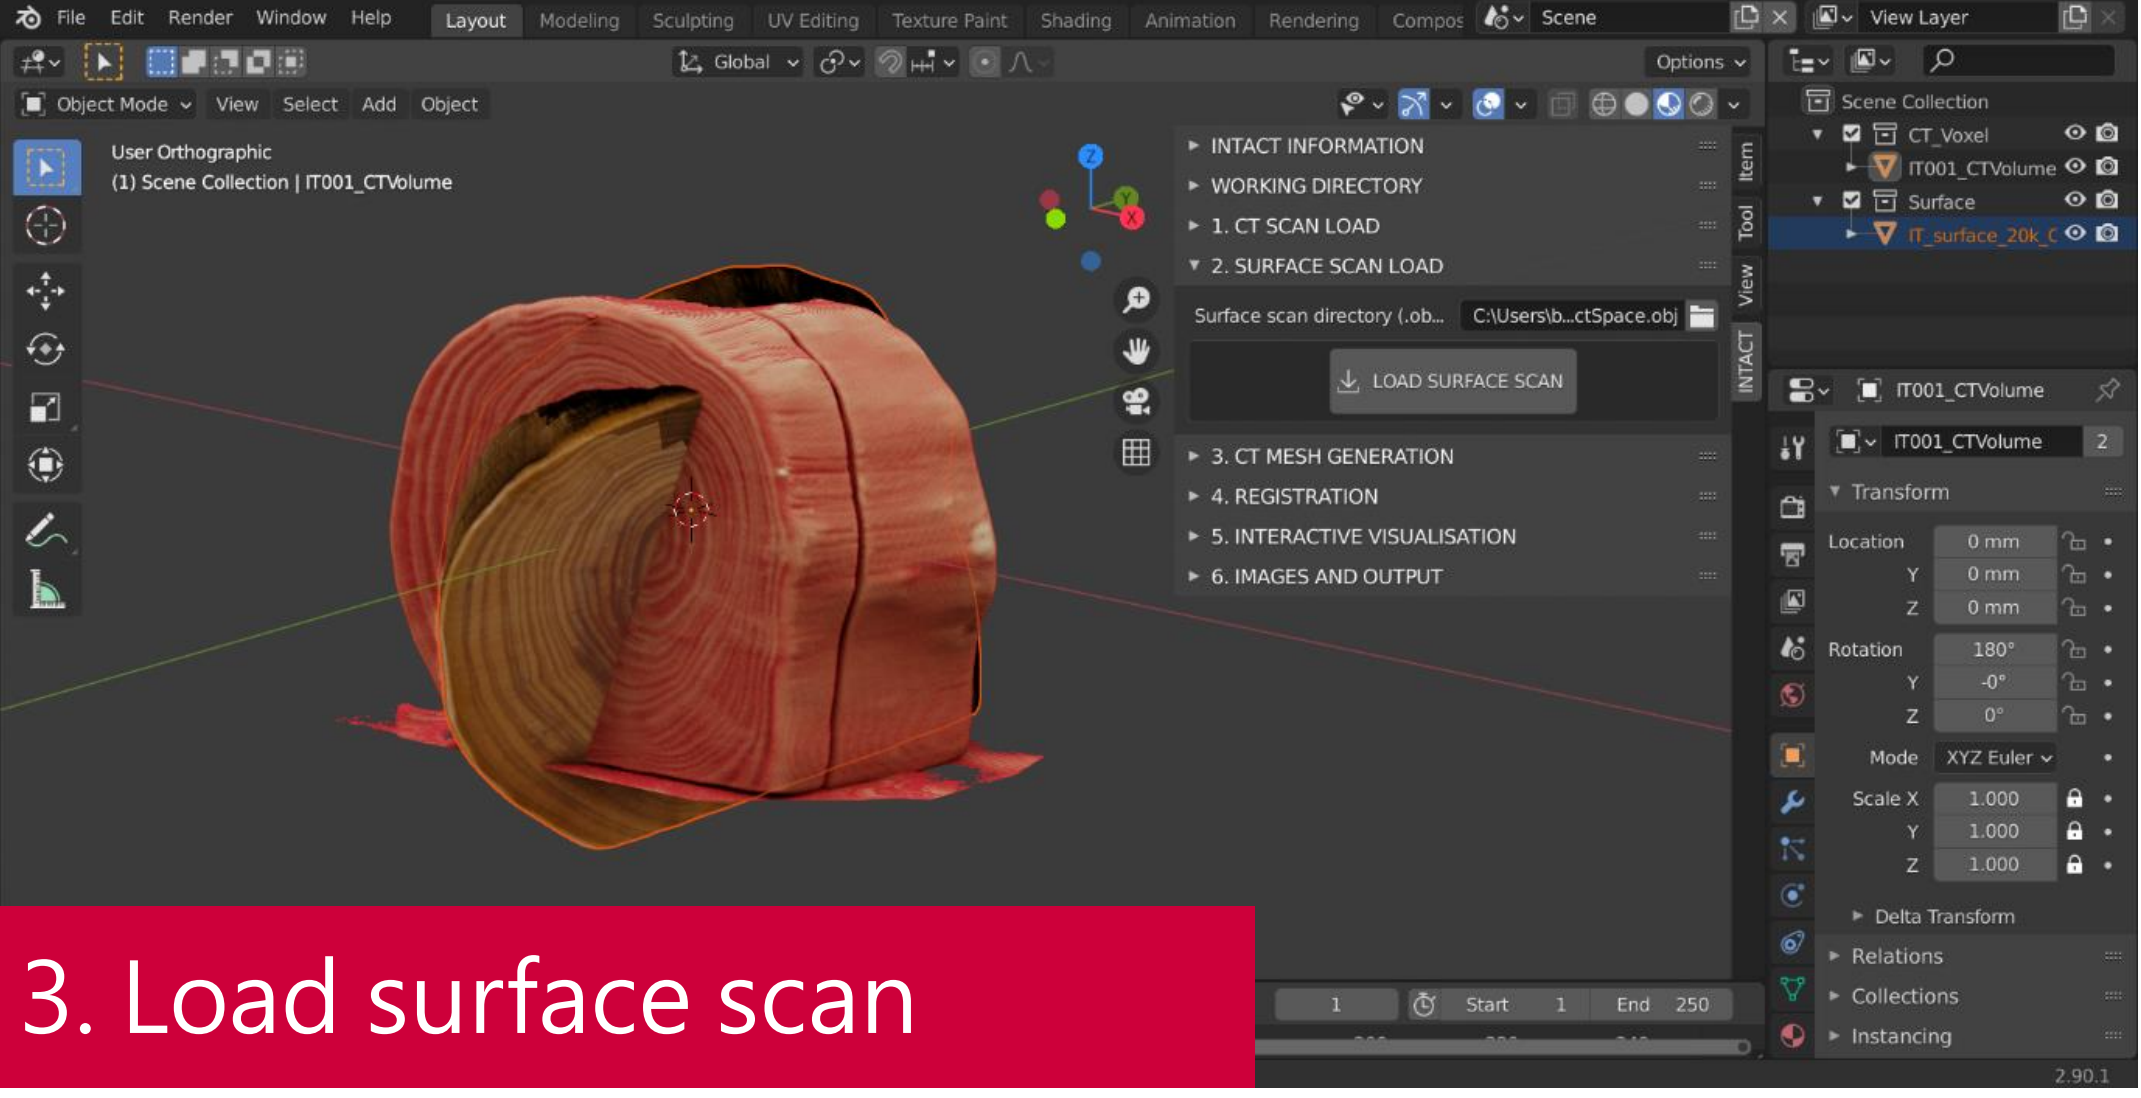 File Edit Render Window Help Layout Modeling Sculpting UV Editing Texture Paint Shading Animation Rendering Compos Scene View Layer
Global Options
Object Mode View Select Add Object
User Orthographic
(1) Scene Collection | IT001_CTVolume
Z
Y
X
INTACT INFORMATION
WORKING DIRECTORY
1. CT SCAN LOAD
2. SURFACE SCAN LOAD
Surface scan directory (.ob... C:\Users\b...ctSpace.obj
LOAD SURFACE SCAN
3. CT MESH GENERATION
4. REGISTRATION
5. INTERACTIVE VISUALISATION
6. IMAGES AND OUTPUT
Item
Tool
View
INTACT
Scene Collection
CT_Voxel
IT001_CTVolume
Surface
IT_surface_20k_C
IT001_CTVolume
IT001_CTVolume 2
Transform
Location 0 mm
Y 0 mm
Z 0 mm
Rotation 180°
Y -0°
Z 0°
Mode XYZ Euler
Scale X 1.000
Y 1.000
Z 1.000
Delta Transform
Relations
Collections
Instancing
3. Load surface scan
1 Start 1 End 250
2.90.1